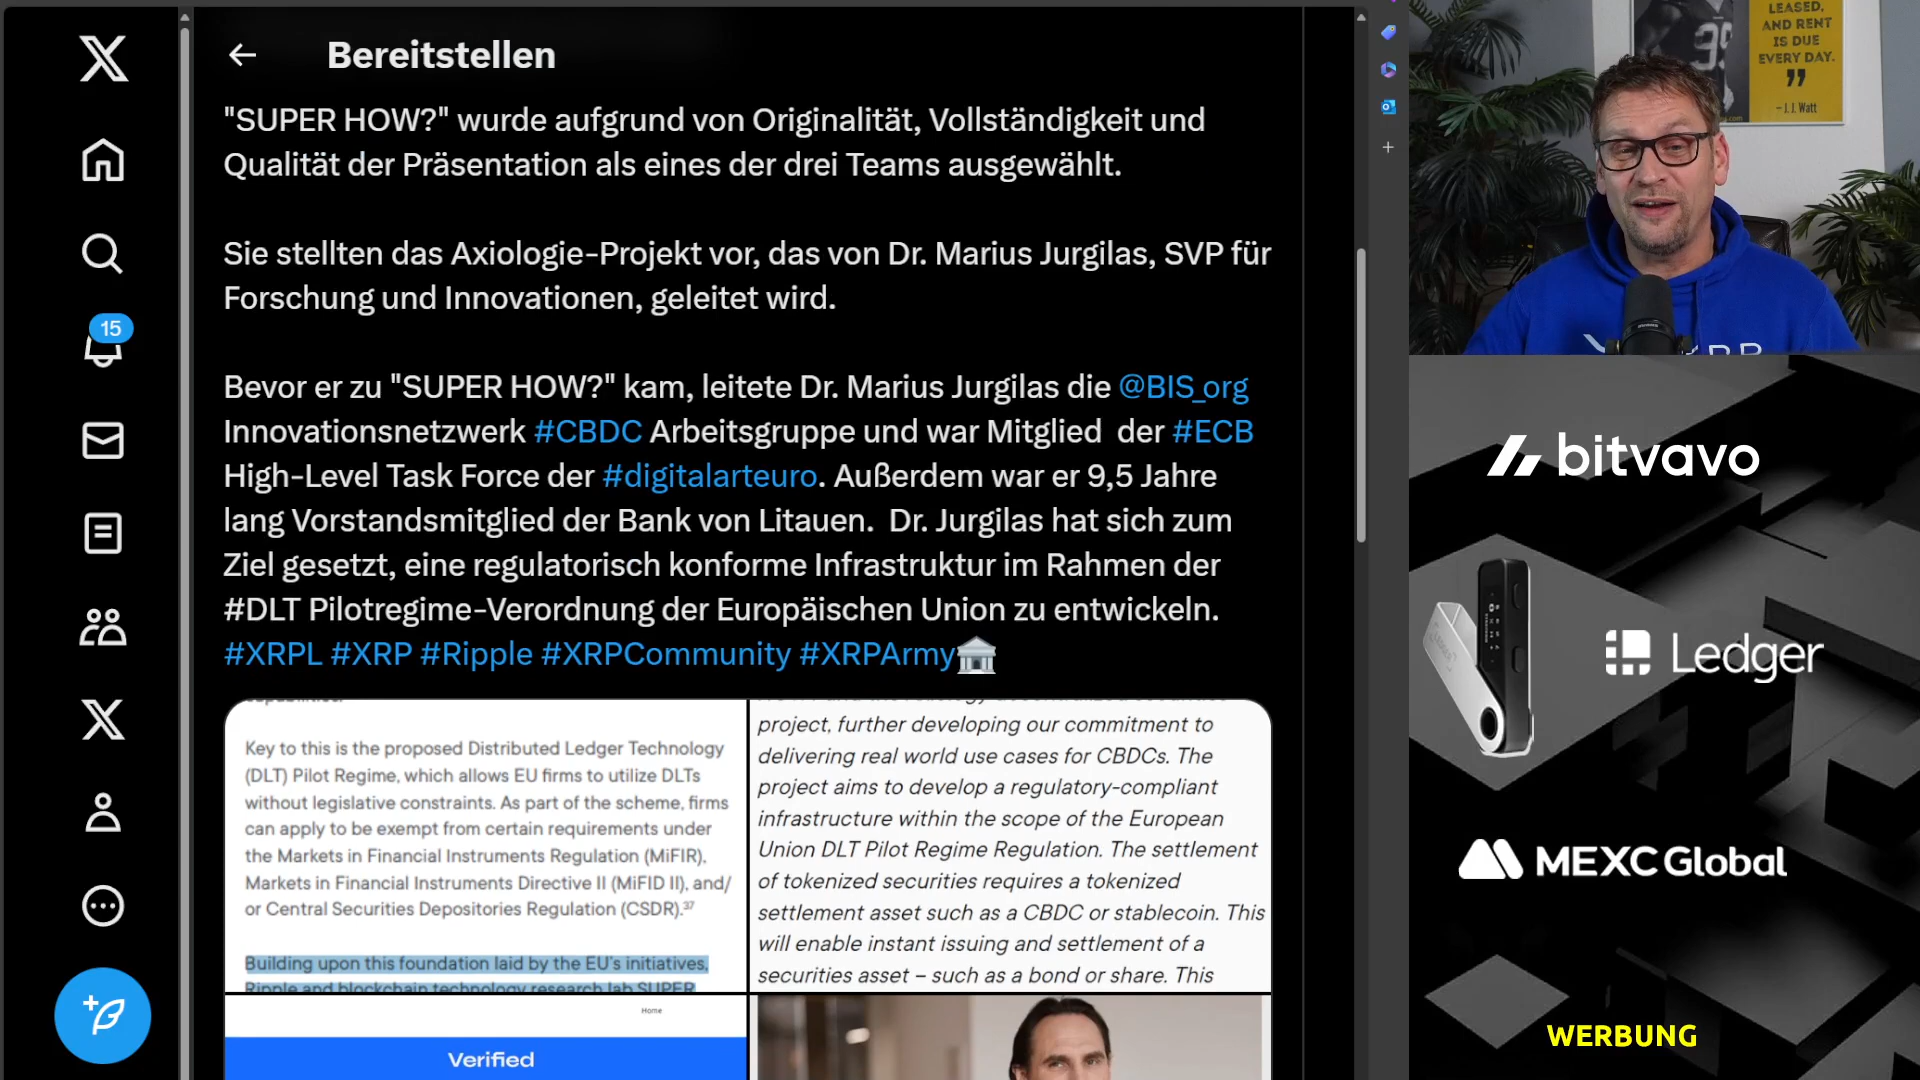 Bereitstellen
"SUPER HOW?" wurde aufgrund von Originalität, Vollständigkeit und
Qualität der Präsentation als eines der drei Teams ausgewählt.
Sie stellten das Axiologie-Projekt vor, das von Dr. Marius Jurgilas, SVP für
Forschung und Innovationen, geleitet wird.
15
Bevor er zu "SUPER HOW?" kam, leitete Dr. Marius Jurgilas die @BIS_org
Innovationsnetzwerk #CBDC Arbeitsgruppe und war Mitglied der #ECB
High-Level Task Force der #digitalarteuro. Außerdem war er 9,5 Jahre
lang Vorstandsmitglied der Bank von Litauen. Dr. Jurgilas hat sich zum
Ziel gesetzt, eine regulatorisch konforme Infrastruktur im Rahmen der
#DLT Pilotregime-Verordnung der Europäischen Union zu entwickeln.
#XRPL #XRP #Ripple #XRPCommunity #XRPArmy
Key to this is the proposed Distributed Ledger Technology
(DLT) Pilot Regime, which allows EU firms to utilize DLTs
without legislative constraints. As part of the scheme, firms
can apply to be exempt from certain requirements under
the Markets in Financial Instruments Regulation (MiFIR),
Markets in Financial Instruments Directive II (MiFID II), and/
or Central Securities Depositories Regulation (CSDR).37
Building upon this foundation laid by the EU's initiatives,
Ripple and blockchain technology research lab SUPER
project, further developing our commitment to
delivering real world use cases for CBDCs. The
project aims to develop a regulatory-compliant
infrastructure within the scope of the European
Union DLT Pilot Regime Regulation. The settlement
of tokenized securities requires a tokenized
settlement asset such as a CBDC or stablecoin. This
will enable instant issuing and settlement of a
securities asset – such as a bond or share. This
Home
Verified
LEASED,
AND RENT
IS DUE
EVERY DAY.
"
– J.J. Watt
99
bitvavo
Ledger
MEXC Global
WERBUNG